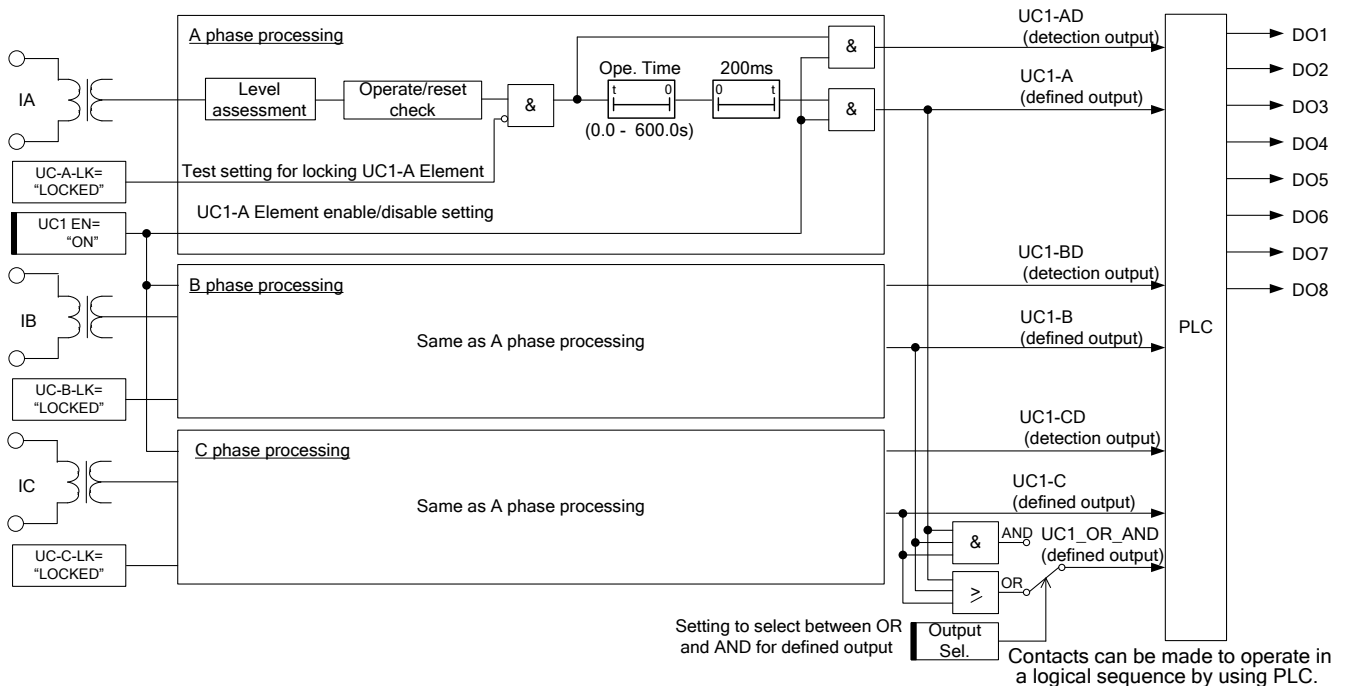 A phase processing
IA
Level
assessment
Operate/reset
check
&
Ope. Time
t 0
(0.0 - 600.0s)
200ms
0 t
&
&
UC1-AD
(detection output)
UC1-A
(defined output)
UC-A-LK=
“LOCKED”
Test setting for locking UC1-A Element
UC1 EN=
“ON”
UC1-A Element enable/disable setting
IB
B phase processing
Same as A phase processing
UC1-BD
(detection output)
UC1-B
(defined output)
UC-B-LK=
“LOCKED”
IC
C phase processing
Same as A phase processing
UC1-CD
(detection output)
UC1-C
(defined output)
UC-C-LK=
“LOCKED”
&
AND
UC1_OR_AND
(defined output)
≥
OR
Setting to select between OR
and AND for defined output
Output
Sel.
PLC
DO1
DO2
DO3
DO4
DO5
DO6
DO7
DO8
Contacts can be made to operate in
a logical sequence by using PLC.